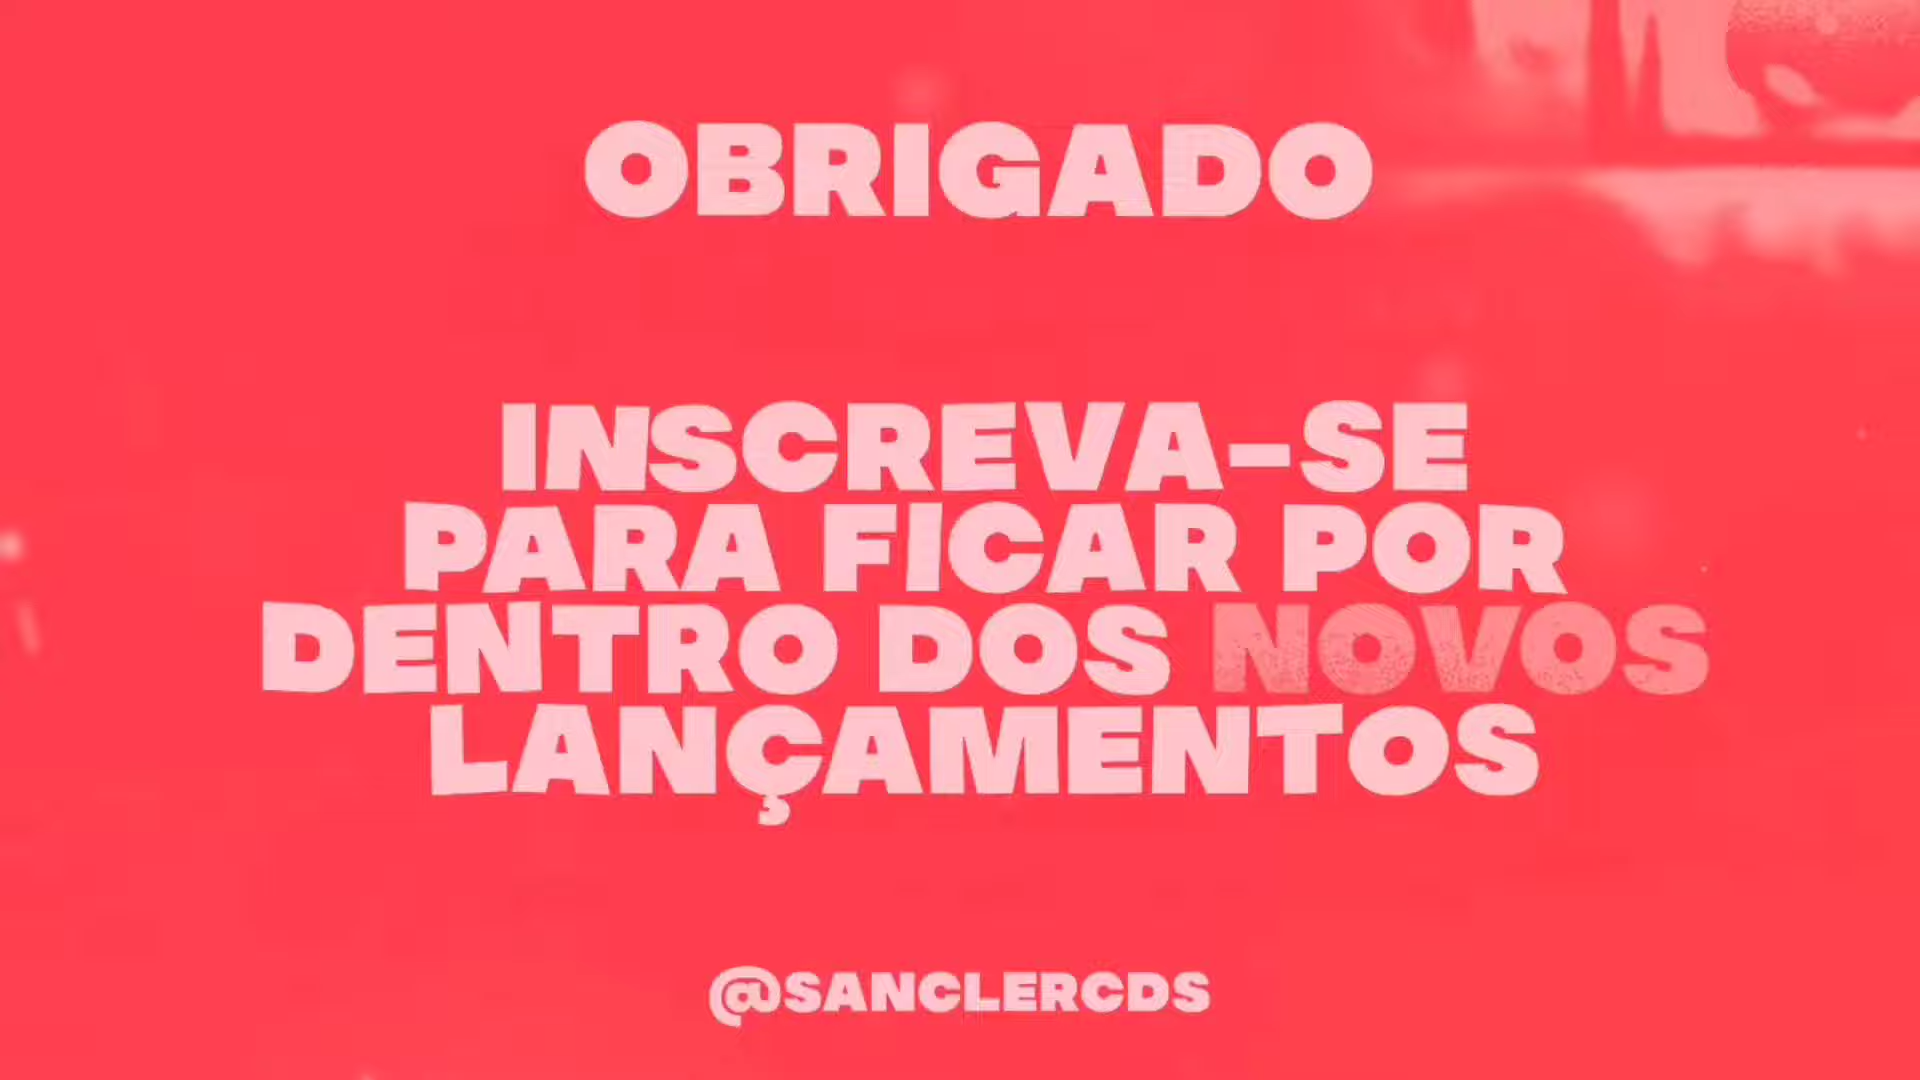 OBRIGADO
INSCREVA-SE
PARA FICAR POR
DENTRO DOS NOVOS
LANÇAMENTOS
@SANCLERCDS